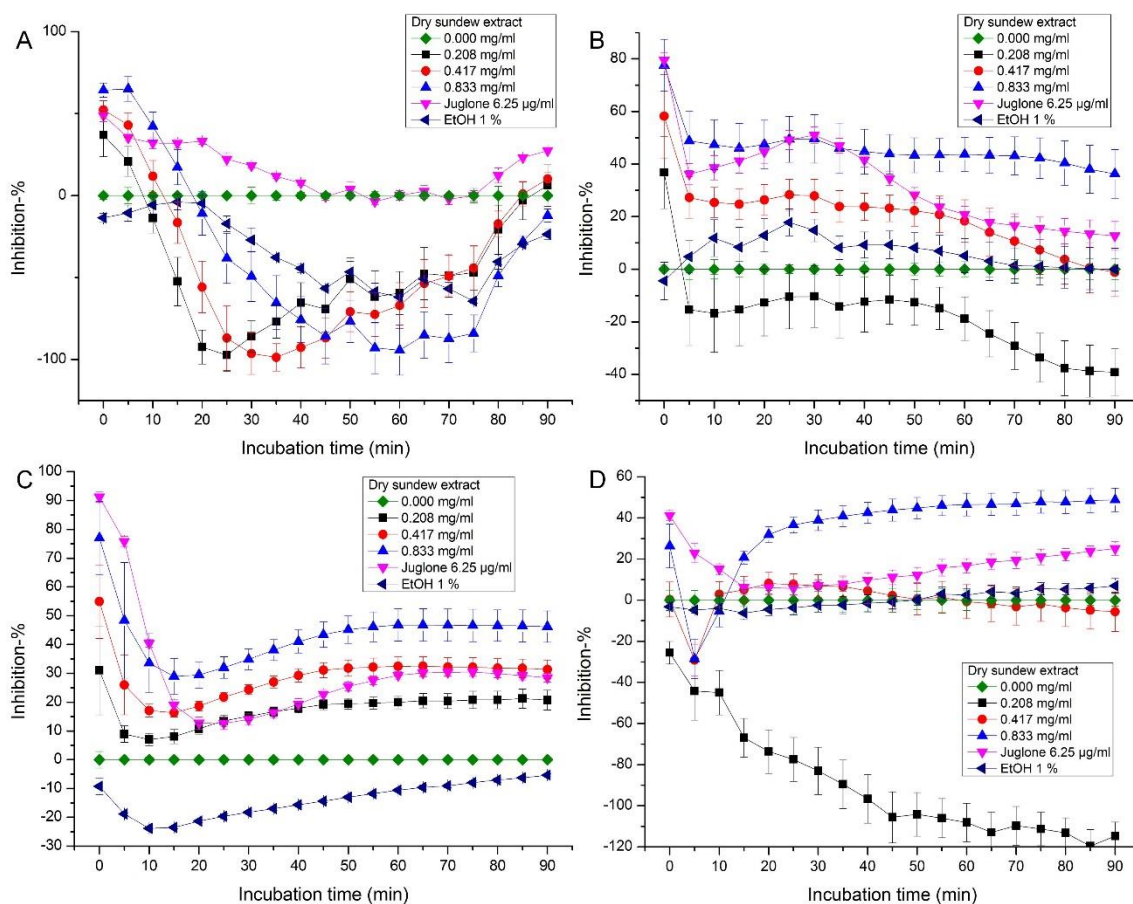 A
Dry sundew extract
0.000 mg/ml
0.208 mg/ml
0.417 mg/ml
0.833 mg/ml
Juglone 6.25 µg/ml
EtOH 1 %
100
0
-100
Inhibition-%
0 10 20 30 40 50 60 70 80 90
Incubation time (min)
B
Dry sundew extract
0.000 mg/ml
0.208 mg/ml
0.417 mg/ml
0.833 mg/ml
Juglone 6.25 µg/ml
EtOH 1 %
80
60
40
20
0
-20
-40
Inhibition-%
0 10 20 30 40 50 60 70 80 90
Incubation time (min)
C
Dry sundew extract
0.000 mg/ml
0.208 mg/ml
0.417 mg/ml
0.833 mg/ml
Juglone 6.25 µg/ml
EtOH 1 %
100
90
80
70
60
50
40
30
20
10
0
-10
-20
-30
Inhibition-%
0 10 20 30 40 50 60 70 80 90
Incubation time (min)
D
60
40
20
0
-20
-40
-60
-80
-100
-120
Inhibition-%
Dry sundew extract
0.000 mg/ml
0.208 mg/ml
0.417 mg/ml
0.833 mg/ml
Juglone 6.25 µg/ml
EtOH 1 %
0 10 20 30 40 50 60 70 80 90
Incubation time (min)